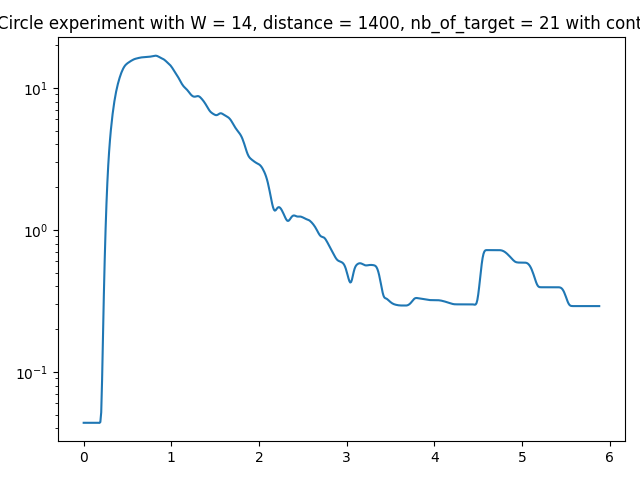 Circle experiment with W = 14, distance = 1400, nb_of_target = 21 with cont
10¹
10⁰
10⁻¹
0 1 2 3 4 5 6